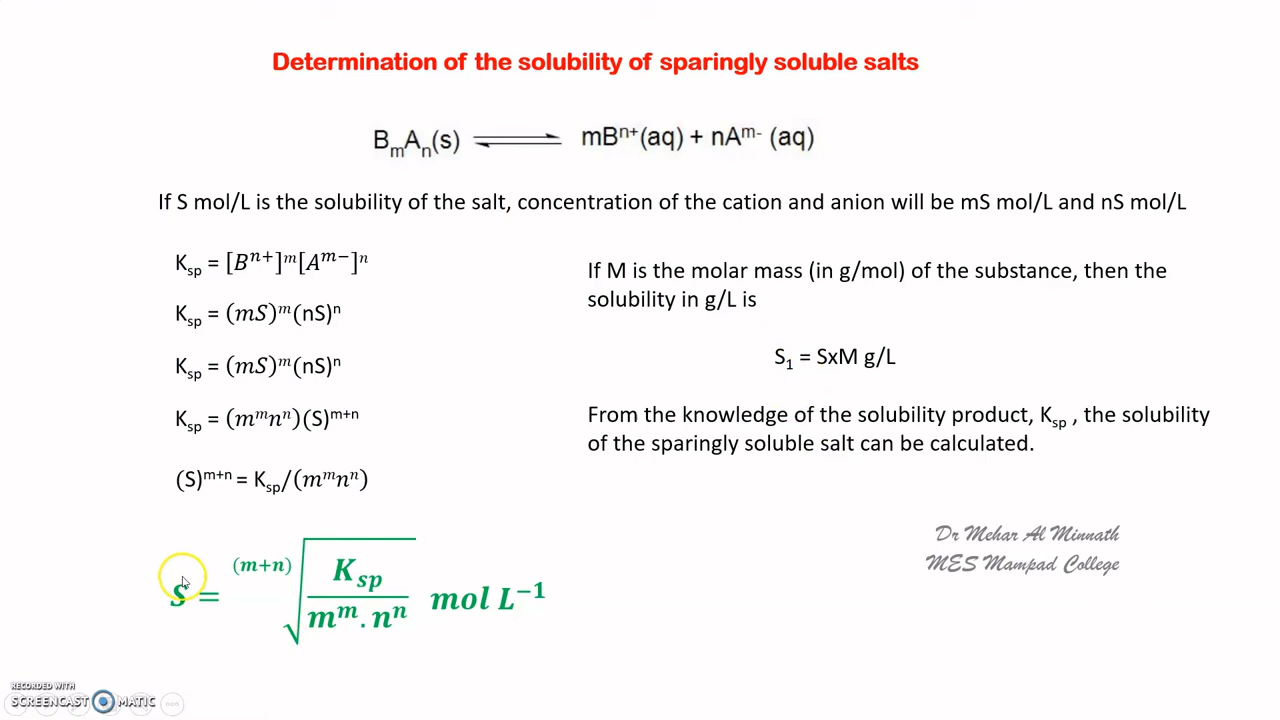 Determination of the solubility of sparingly soluble salts
BₘAₙ(s) ⇌ mBⁿ⁺(aq) + nAᵐ⁻ (aq)
If S mol/L is the solubility of the salt, concentration of the cation and anion will be mS mol/L and nS mol/L
Kₛₚ = [Bⁿ⁺]ᵐ[Aᵐ⁻]ⁿ
Kₛₚ = (mS)ᵐ(nS)ⁿ
Kₛₚ = (mS)ᵐ(nS)ⁿ
Kₛₚ = (mᵐnⁿ)(S)ᵐ⁺ⁿ
(S)ᵐ⁺ⁿ = Kₛₚ/(mᵐnⁿ)
S = ⁽ᵐ⁺ⁿ⁾√(Kₛₚ / mᵐ.nⁿ) mol L⁻¹
If M is the molar mass (in g/mol) of the substance, then the
solubility in g/L is
S₁ = SxM g/L
From the knowledge of the solubility product, Kₛₚ , the solubility
of the sparingly soluble salt can be calculated.
Dr Mehar Al Minnath
MES Mampad College
RECORDED WITH
SCREENCAST MATIC